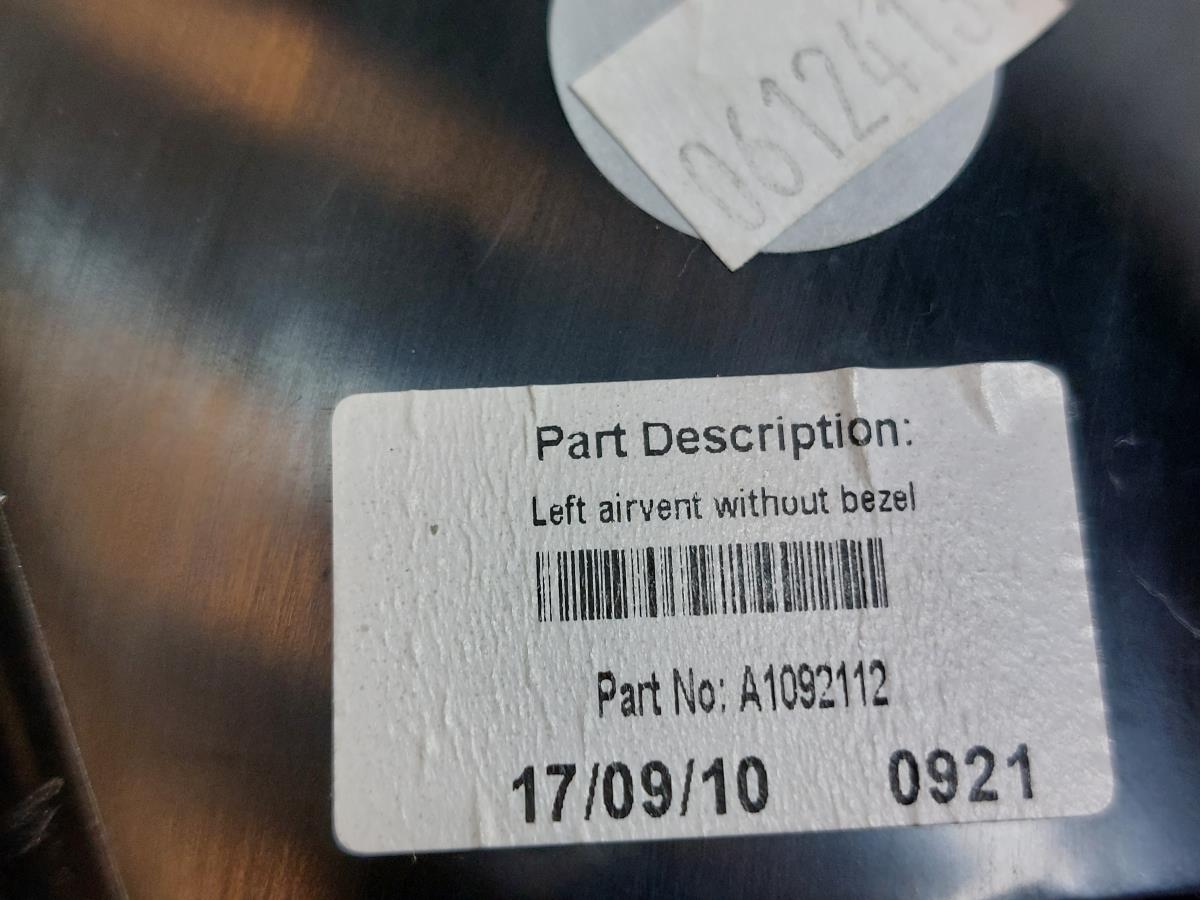 Part Description:
Left airvent without bezel
Part No: A1092112
17/09/10 0921